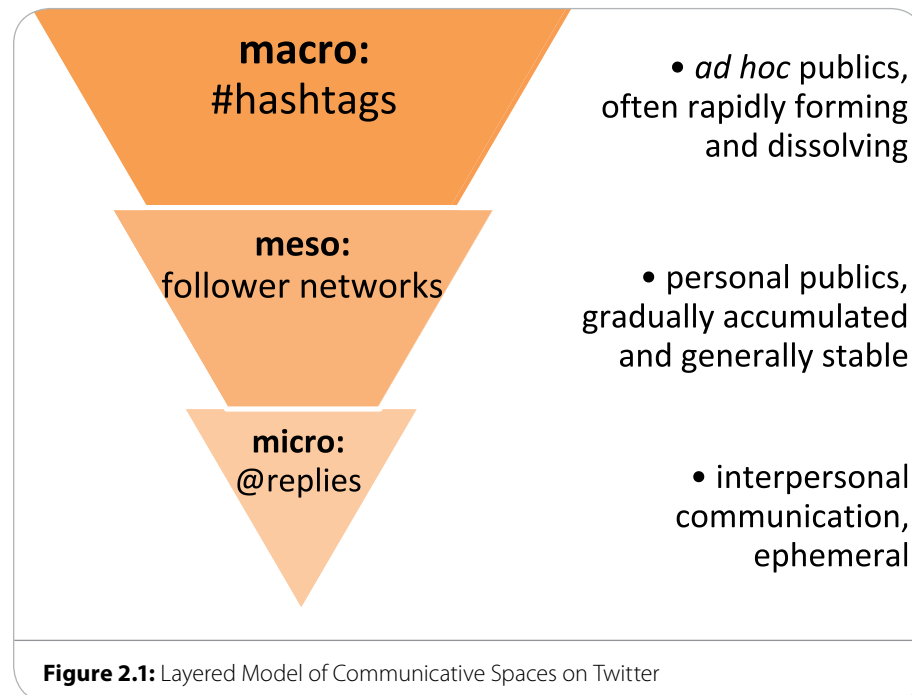 macro:
#hashtags
• ad hoc publics,
often rapidly forming
and dissolving
meso:
follower networks
• personal publics,
gradually accumulated
and generally stable
micro:
@replies
• interpersonal
communication,
ephemeral
Figure 2.1: Layered Model of Communicative Spaces on Twitter